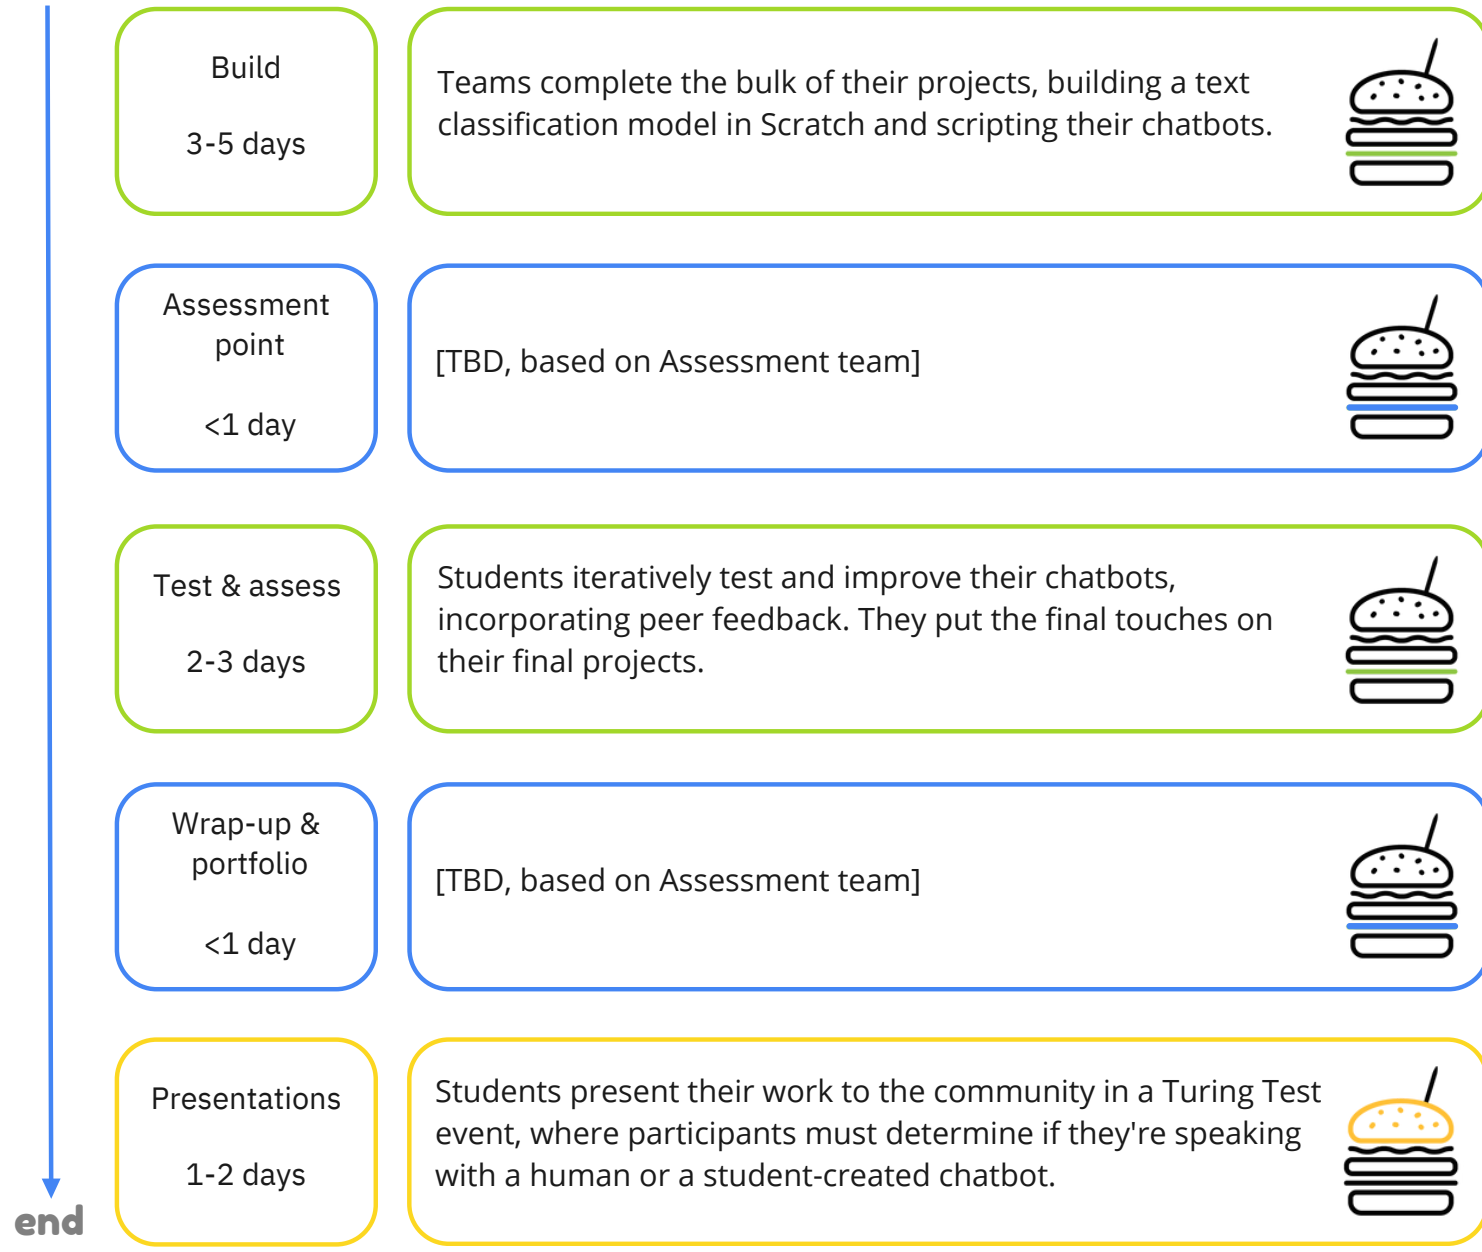 Build
3-5 days
Teams complete the bulk of their projects, building a text
classification model in Scratch and scripting their chatbots.
Assessment
point
<1 day
[TBD, based on Assessment team]
Test & assess
2-3 days
Students iteratively test and improve their chatbots,
incorporating peer feedback. They put the final touches on
their final projects.
Wrap-up &
portfolio
<1 day
[TBD, based on Assessment team]
Presentations
1-2 days
Students present their work to the community in a Turing Test
event, where participants must determine if they're speaking
with a human or a student-created chatbot.
end